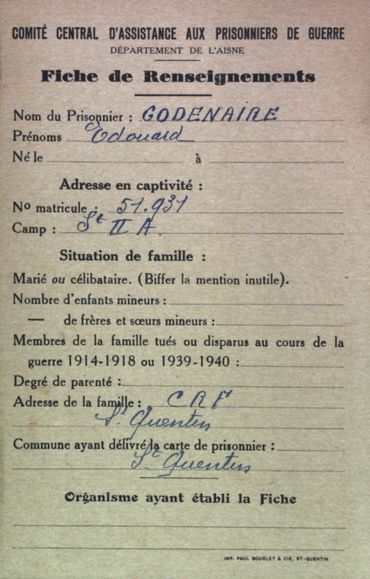 COMITÉ CENTRAL D'ASSISTANCE AUX PRISONNIERS DE GUERRE
DÉPARTEMENT DE L'AISNE
Fiche de Renseignements
Nom du Prisonnier : GODENAIRE
Prénoms Edouard
Né le à
Adresse en captivité :
No matricule : 51.931
Camp : St II A.
Situation de famille :
Marié ou célibataire. (Biffer la mention inutile).
Nombre d'enfants mineurs :
— de frères et sœurs mineurs :
Membres de la famille tués ou disparus au cours de la
guerre 1914-1918 ou 1939-1940 :
Degré de parenté :
Adresse de la famille : CRF
St Quentin
Commune ayant délivré la carte de prisonnier :
St Quentin
Organisme ayant établi la Fiche
IMP. PAUL BOURLET & CIE, ST-QUENTIN